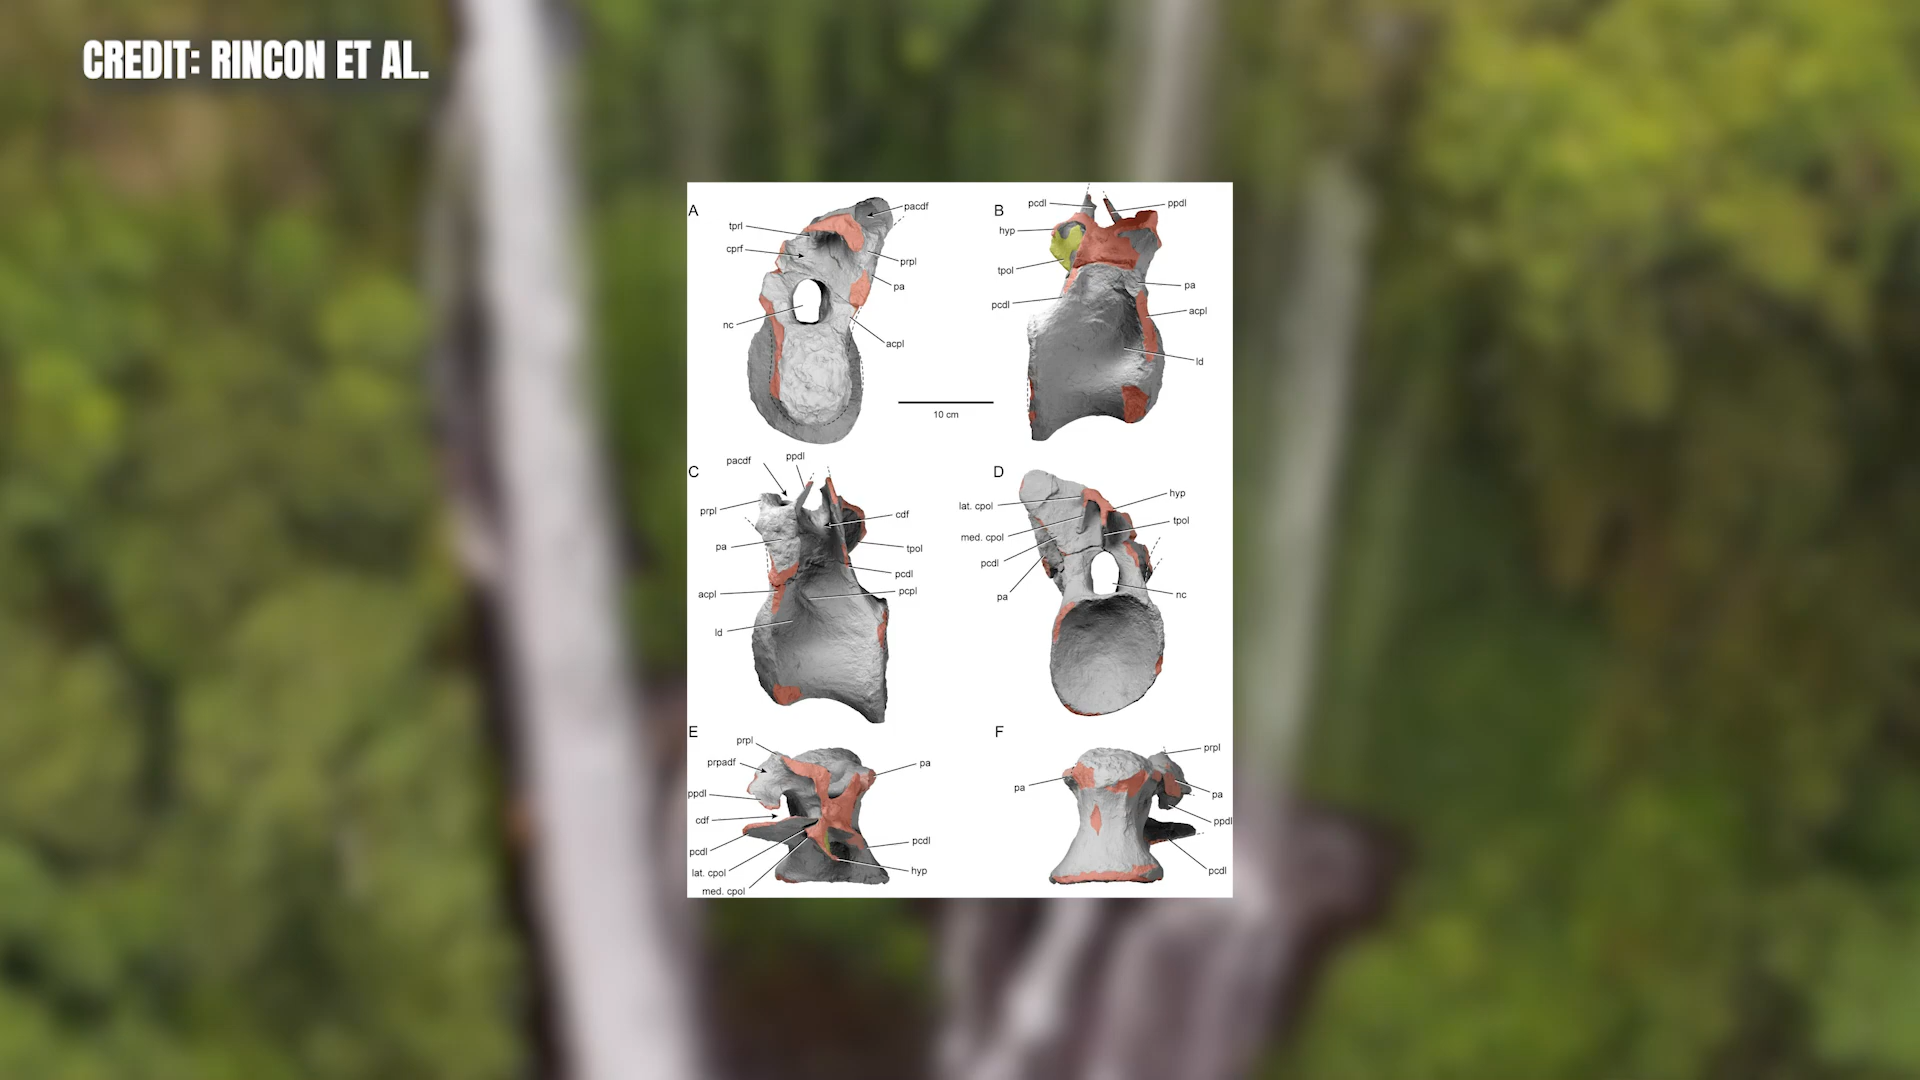 CREDIT: RINCON ET AL.
A
pacdf
tprl
cprf
prpl
pa
nc
acpl
10 cm
B
pcdl
ppdl
hyp
tpol
pa
pcdl
acpl
ld
C
pacdf
ppdl
prpl
cdf
pa
tpol
pcdl
acpl
pcpl
ld
D
lat. cpol
hyp
med. cpol
tpol
pcdl
pa
nc
E
prpl
prpadf
pa
ppdl
cdf
pcdl
pcdl
lat. cpol
hyp
med. cpol
F
prpl
pa
pa
ppdl
pcdl